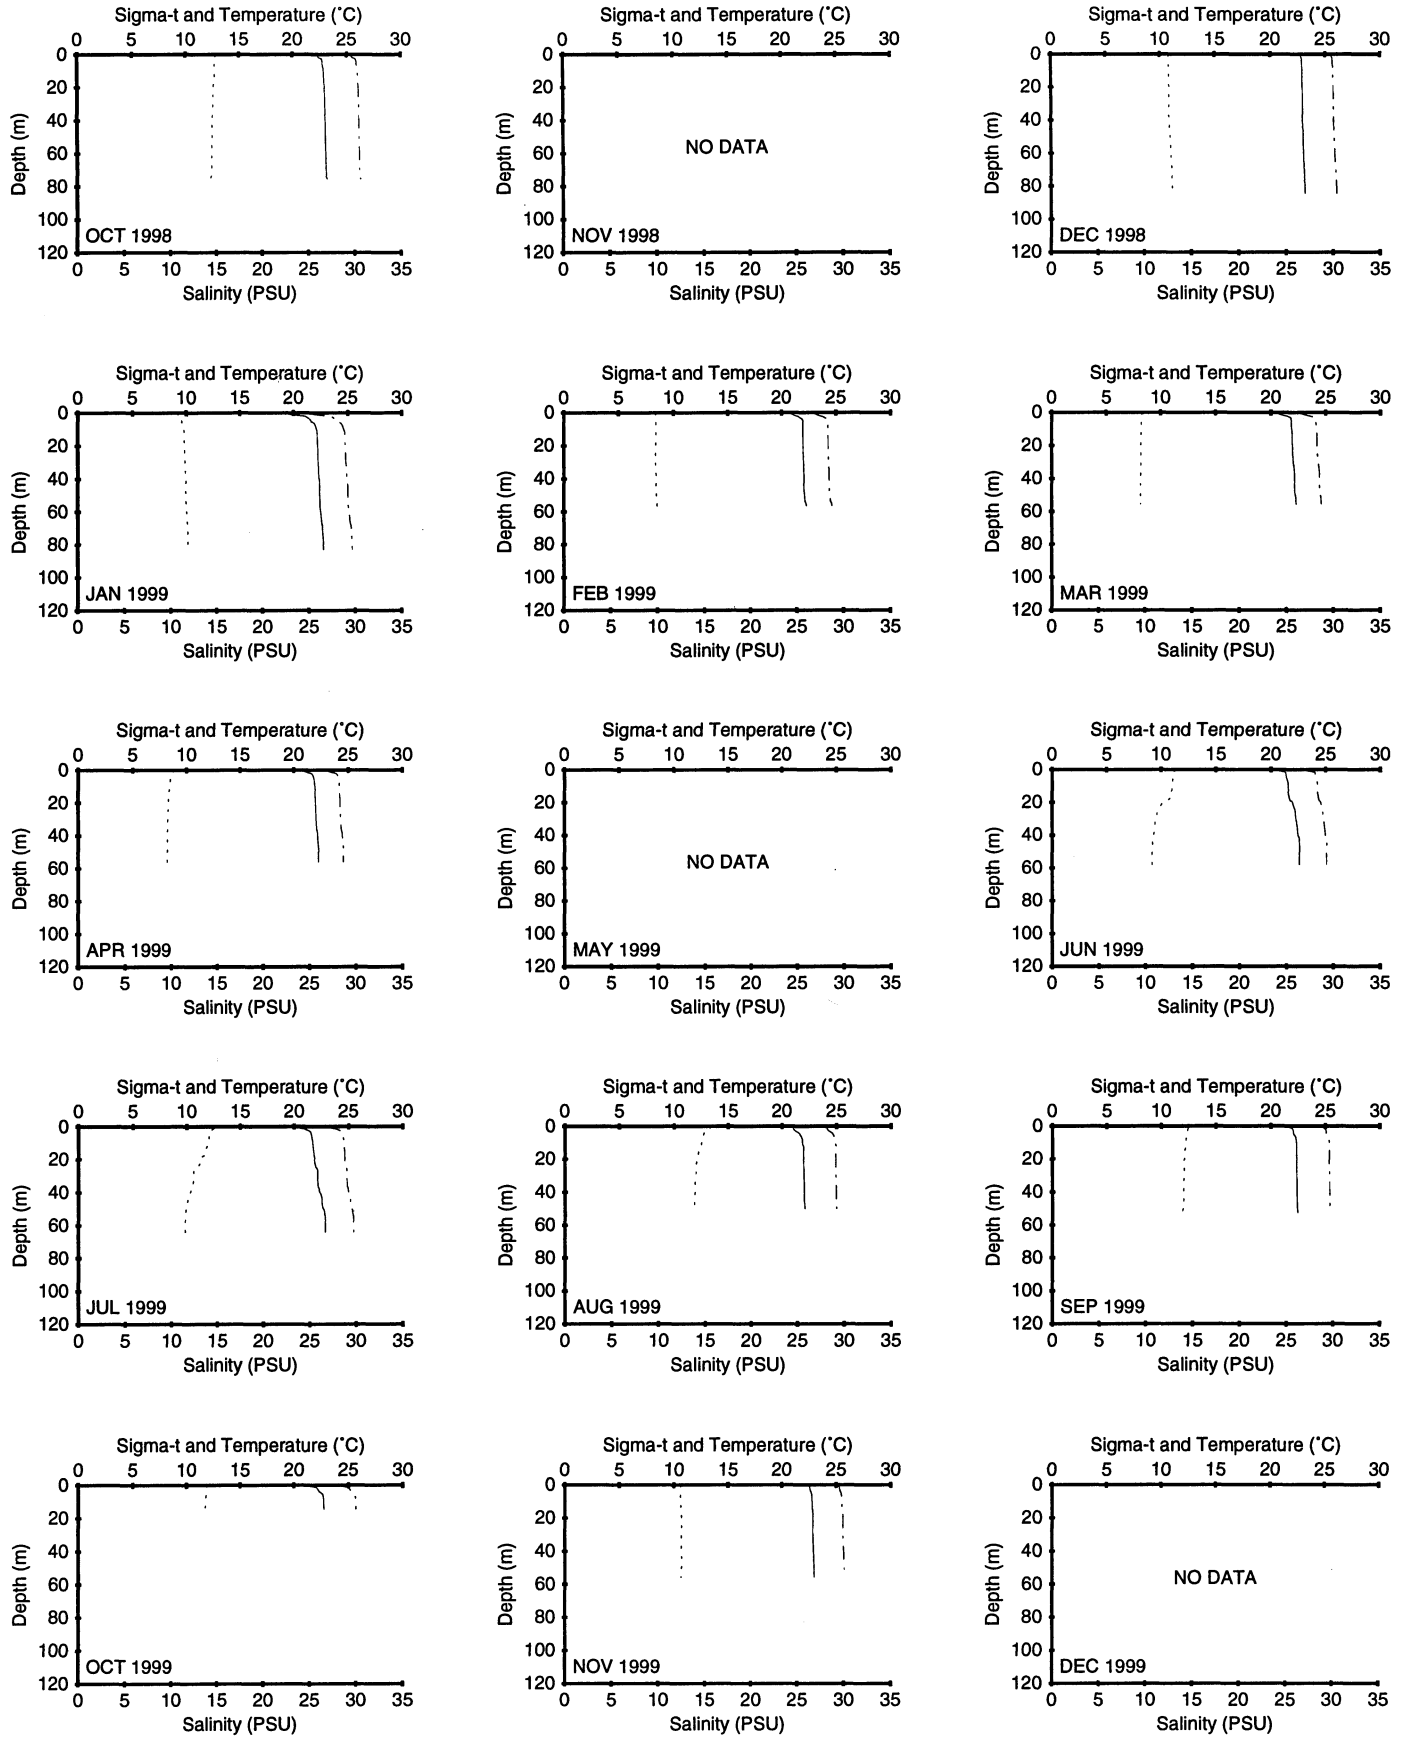 Sigma-t and Temperature (˚C) Sigma-t and Temperature (˚C) Sigma-t and Temperature (˚C)
0 5 10 15 20 25 30 0 5 10 15 20 25 30 0 5 10 15 20 25 30
0 0 0
20 20 20
40 40 40
Depth (m) Depth (m) Depth (m)
NO DATA
60 60 60
80 80 80
100 100 100
OCT 1998 NOV 1998 DEC 1998
120 120 120
0 5 10 15 20 25 30 35 0 5 10 15 20 25 30 35 0 5 10 15 20 25 30 35
Salinity (PSU) Salinity (PSU) Salinity (PSU)
Sigma-t and Temperature (˚C) Sigma-t and Temperature (˚C) Sigma-t and Temperature (˚C)
0 5 10 15 20 25 30 0 5 10 15 20 25 30 0 5 10 15 20 25 30
0 0 0
20 20 20
40 40 40
Depth (m) Depth (m) Depth (m)
60 60 60
80 80 80
100 100 100
JAN 1999 FEB 1999 MAR 1999
120 120 120
0 5 10 15 20 25 30 35 0 5 10 15 20 25 30 35 0 5 10 15 20 25 30 35
Salinity (PSU) Salinity (PSU) Salinity (PSU)
Sigma-t and Temperature (˚C) Sigma-t and Temperature (˚C) Sigma-t and Temperature (˚C)
0 5 10 15 20 25 30 0 5 10 15 20 25 30 0 5 10 15 20 25 30
0 0 0
20 20 20
40 40 40
Depth (m) Depth (m) Depth (m)
NO DATA
60 60 60
80 80 80
100 100 100
APR 1999 MAY 1999 JUN 1999
120 120 120
0 5 10 15 20 25 30 35 0 5 10 15 20 25 30 35 0 5 10 15 20 25 30 35
Salinity (PSU) Salinity (PSU) Salinity (PSU)
Sigma-t and Temperature (˚C) Sigma-t and Temperature (˚C) Sigma-t and Temperature (˚C)
0 5 10 15 20 25 30 0 5 10 15 20 25 30 0 5 10 15 20 25 30
0 0 0
20 20 20
40 40 40
Depth (m) Depth (m) Depth (m)
60 60 60
80 80 80
100 100 100
JUL 1999 AUG 1999 SEP 1999
120 120 120
0 5 10 15 20 25 30 35 0 5 10 15 20 25 30 35 0 5 10 15 20 25 30 35
Salinity (PSU) Salinity (PSU) Salinity (PSU)
Sigma-t and Temperature (˚C) Sigma-t and Temperature (˚C) Sigma-t and Temperature (˚C)
0 5 10 15 20 25 30 0 5 10 15 20 25 30 0 5 10 15 20 25 30
0 0 0
20 20 20
40 40 40
Depth (m) Depth (m) Depth (m)
NO DATA
60 60 60
80 80 80
100 100 100
OCT 1999 NOV 1999 DEC 1999
120 120 120
0 5 10 15 20 25 30 35 0 5 10 15 20 25 30 35 0 5 10 15 20 25 30 35
Salinity (PSU) Salinity (PSU) Salinity (PSU)